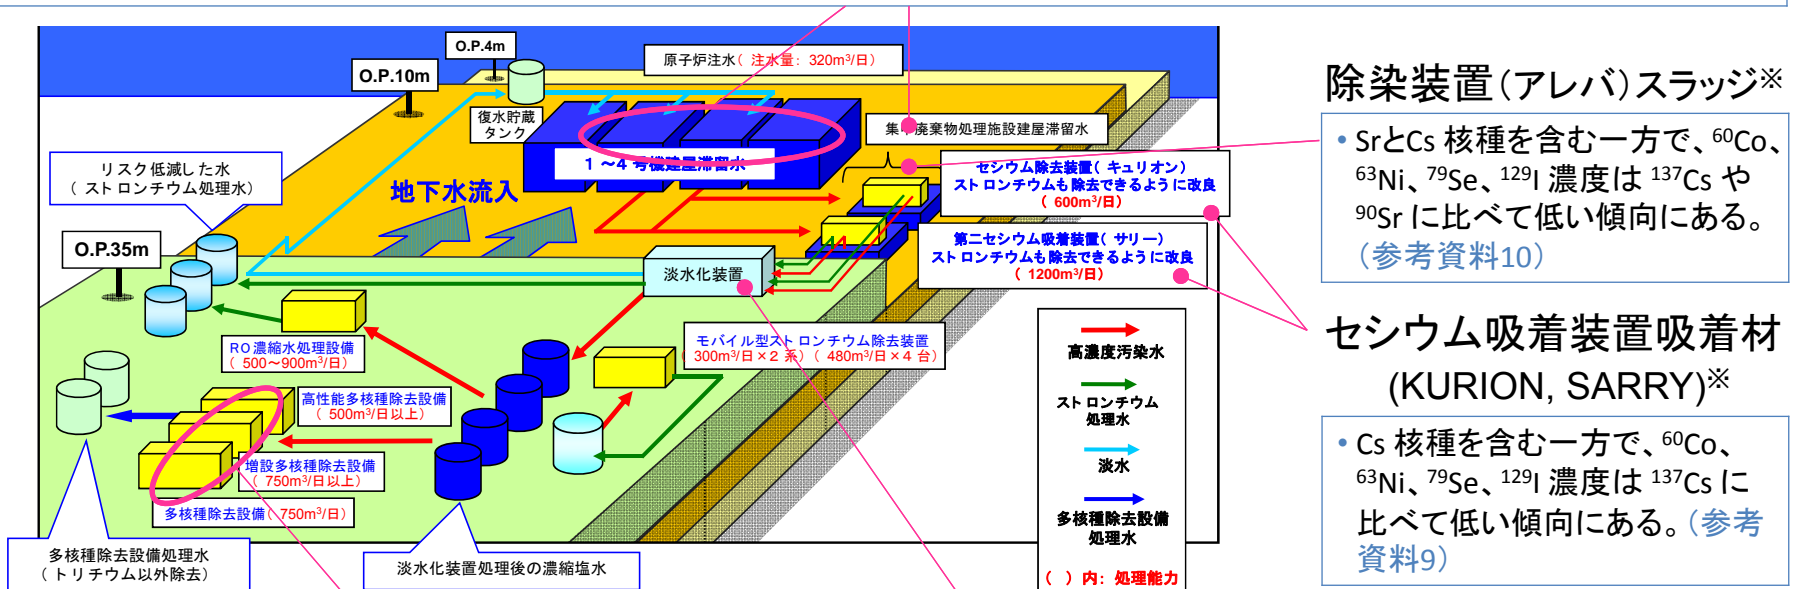 O.P.4m
原子炉注水( 注水量: 320m³/日)
O.P.10m
復水貯蔵
タンク
集中廃棄物処理施設建屋滞留水
リスク低減した水
( ストロンチウム処理水)
1 ～4 号機建屋滞留水
地下水流入
セシウム除去装置( キュリオン)
ストロンチウムも除去できるように改良
( 600m³/日)
O.P.35m
第二セシウム吸着装置( サリー)
ストロンチウムも除去できるように改良
( 1200m³/日)
淡水化装置
RO濃縮水処理設備
( 500～900m³/日)
モバイル型ストロンチウム除去装置
( 300m³/日×2 系) ( 480m³/日×4 台)
高性能多核種除去設備
( 500m³/日以上)
増設多核種除去設備
( 750m³/日以上)
多核種除去設備( 750m³/日)
多核種除去設備処理水
( トリチウム以外除去)
淡水化装置処理後の濃縮塩水
高濃度汚染水
ストロンチウム
処理水
淡水
多核種除去設備
処理水
( ) 内: 処理能力
除染装置(アレバ)スラッジ※
• SrとCs 核種を含む一方で、⁶⁰Co、
⁶³Ni、⁷⁹Se、¹²⁹I 濃度は ¹³⁷Cs や
⁹⁰Sr に比べて低い傾向にある。
(参考資料10)
セシウム吸着装置吸着材
(KURION, SARRY)※
• Cs 核種を含む一方で、⁶⁰Co、
⁶³Ni、⁷⁹Se、¹²⁹I 濃度は ¹³⁷Cs に
比べて低い傾向にある。(参考
資料9)